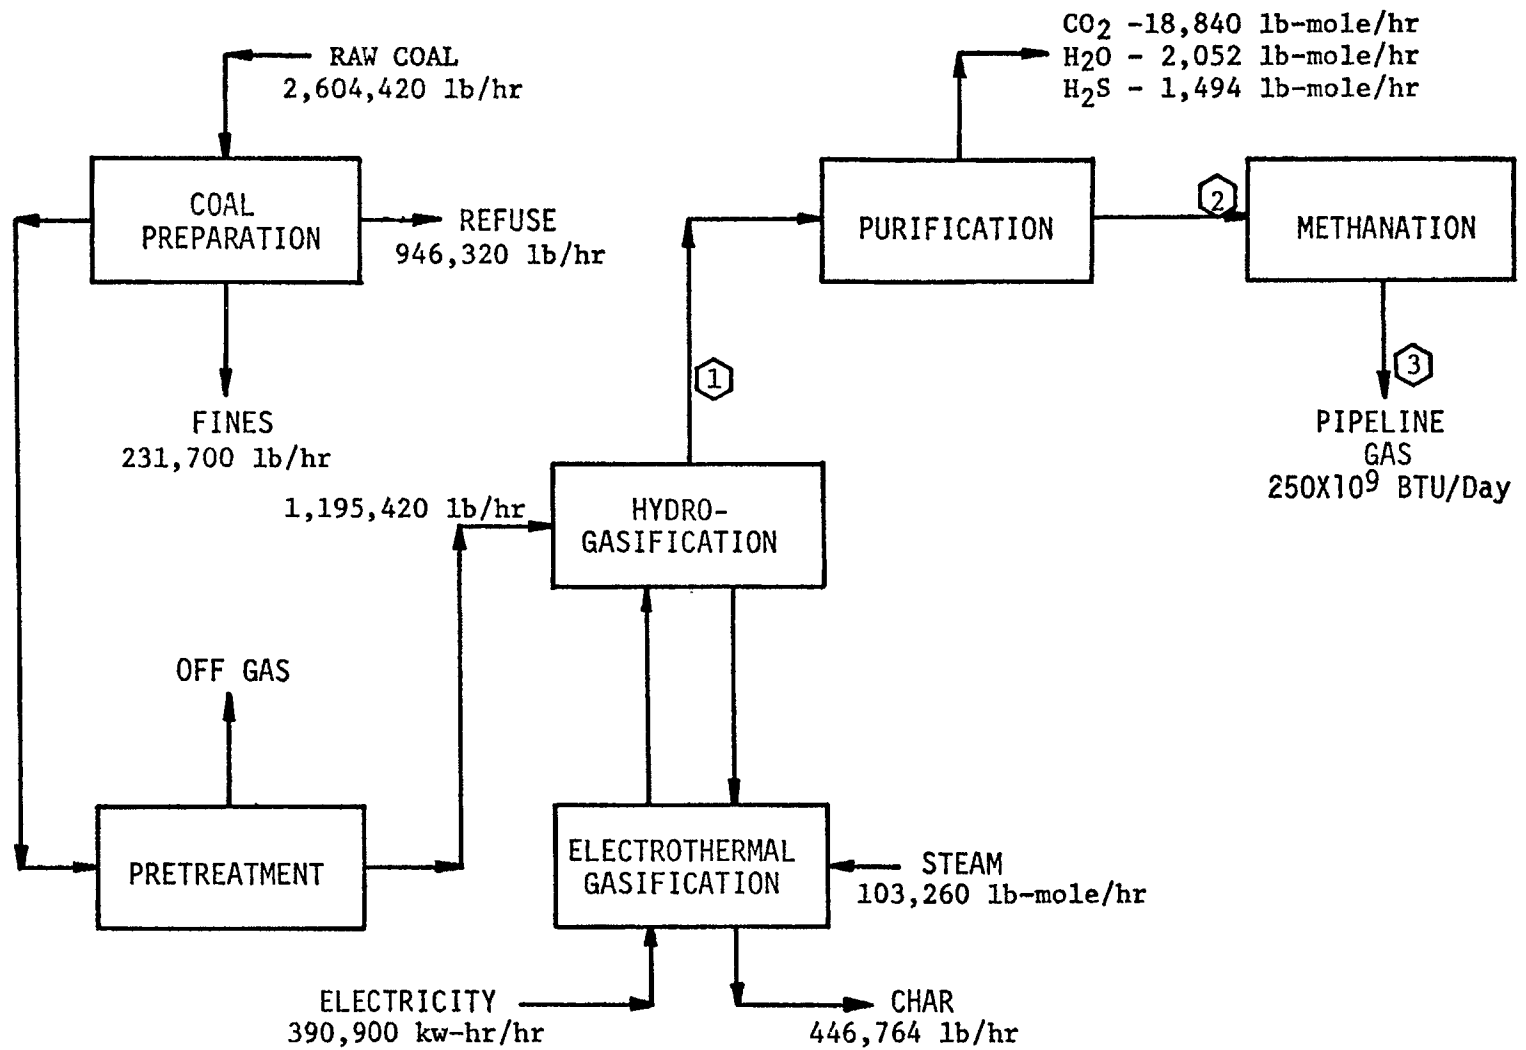 RAW COAL
2,604,420 lb/hr
CO2 -18,840 lb-mole/hr
H2O - 2,052 lb-mole/hr
H2S - 1,494 lb-mole/hr
COAL
PREPARATION
REFUSE
946,320 lb/hr
PURIFICATION
2
METHANATION
FINES
231,700 lb/hr
1
3
PIPELINE
GAS
250X10⁹ BTU/Day
1,195,420 lb/hr
HYDRO-
GASIFICATION
OFF GAS
PRETREATMENT
ELECTROTHERMAL
GASIFICATION
STEAM
103,260 lb-mole/hr
ELECTRICITY
390,900 kw-hr/hr
CHAR
446,764 lb/hr